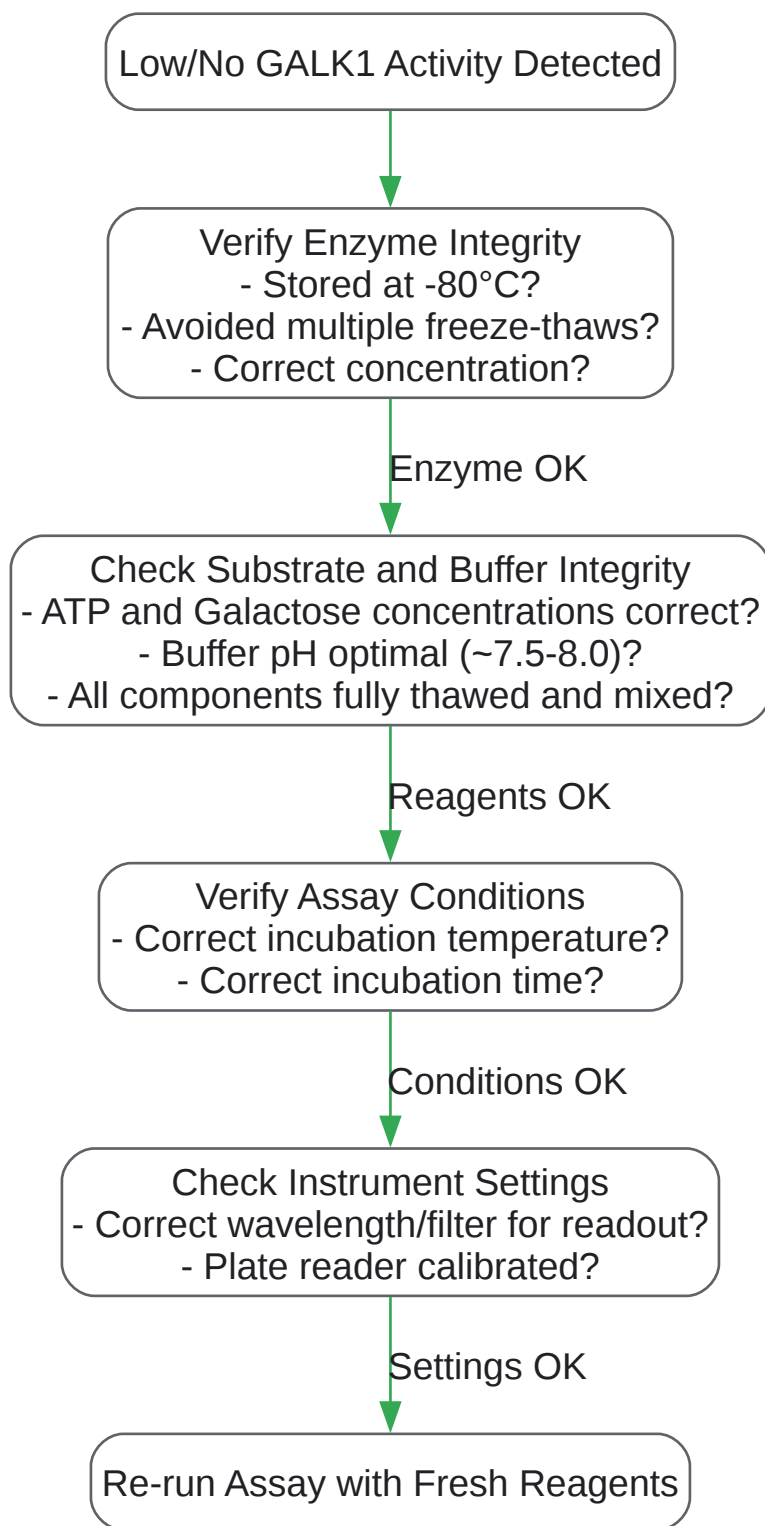 Low/No GALK1 Activity Detected
Verify Enzyme Integrity
- Stored at -80°C?
- Avoided multiple freeze-thaws?
- Correct concentration?
Enzyme OK
Check Substrate and Buffer Integrity
- ATP and Galactose concentrations correct?
- Buffer pH optimal (~7.5-8.0)?
- All components fully thawed and mixed?
Reagents OK
Verify Assay Conditions
- Correct incubation temperature?
- Correct incubation time?
Conditions OK
Check Instrument Settings
- Correct wavelength/filter for readout?
- Plate reader calibrated?
Settings OK
Re-run Assay with Fresh Reagents